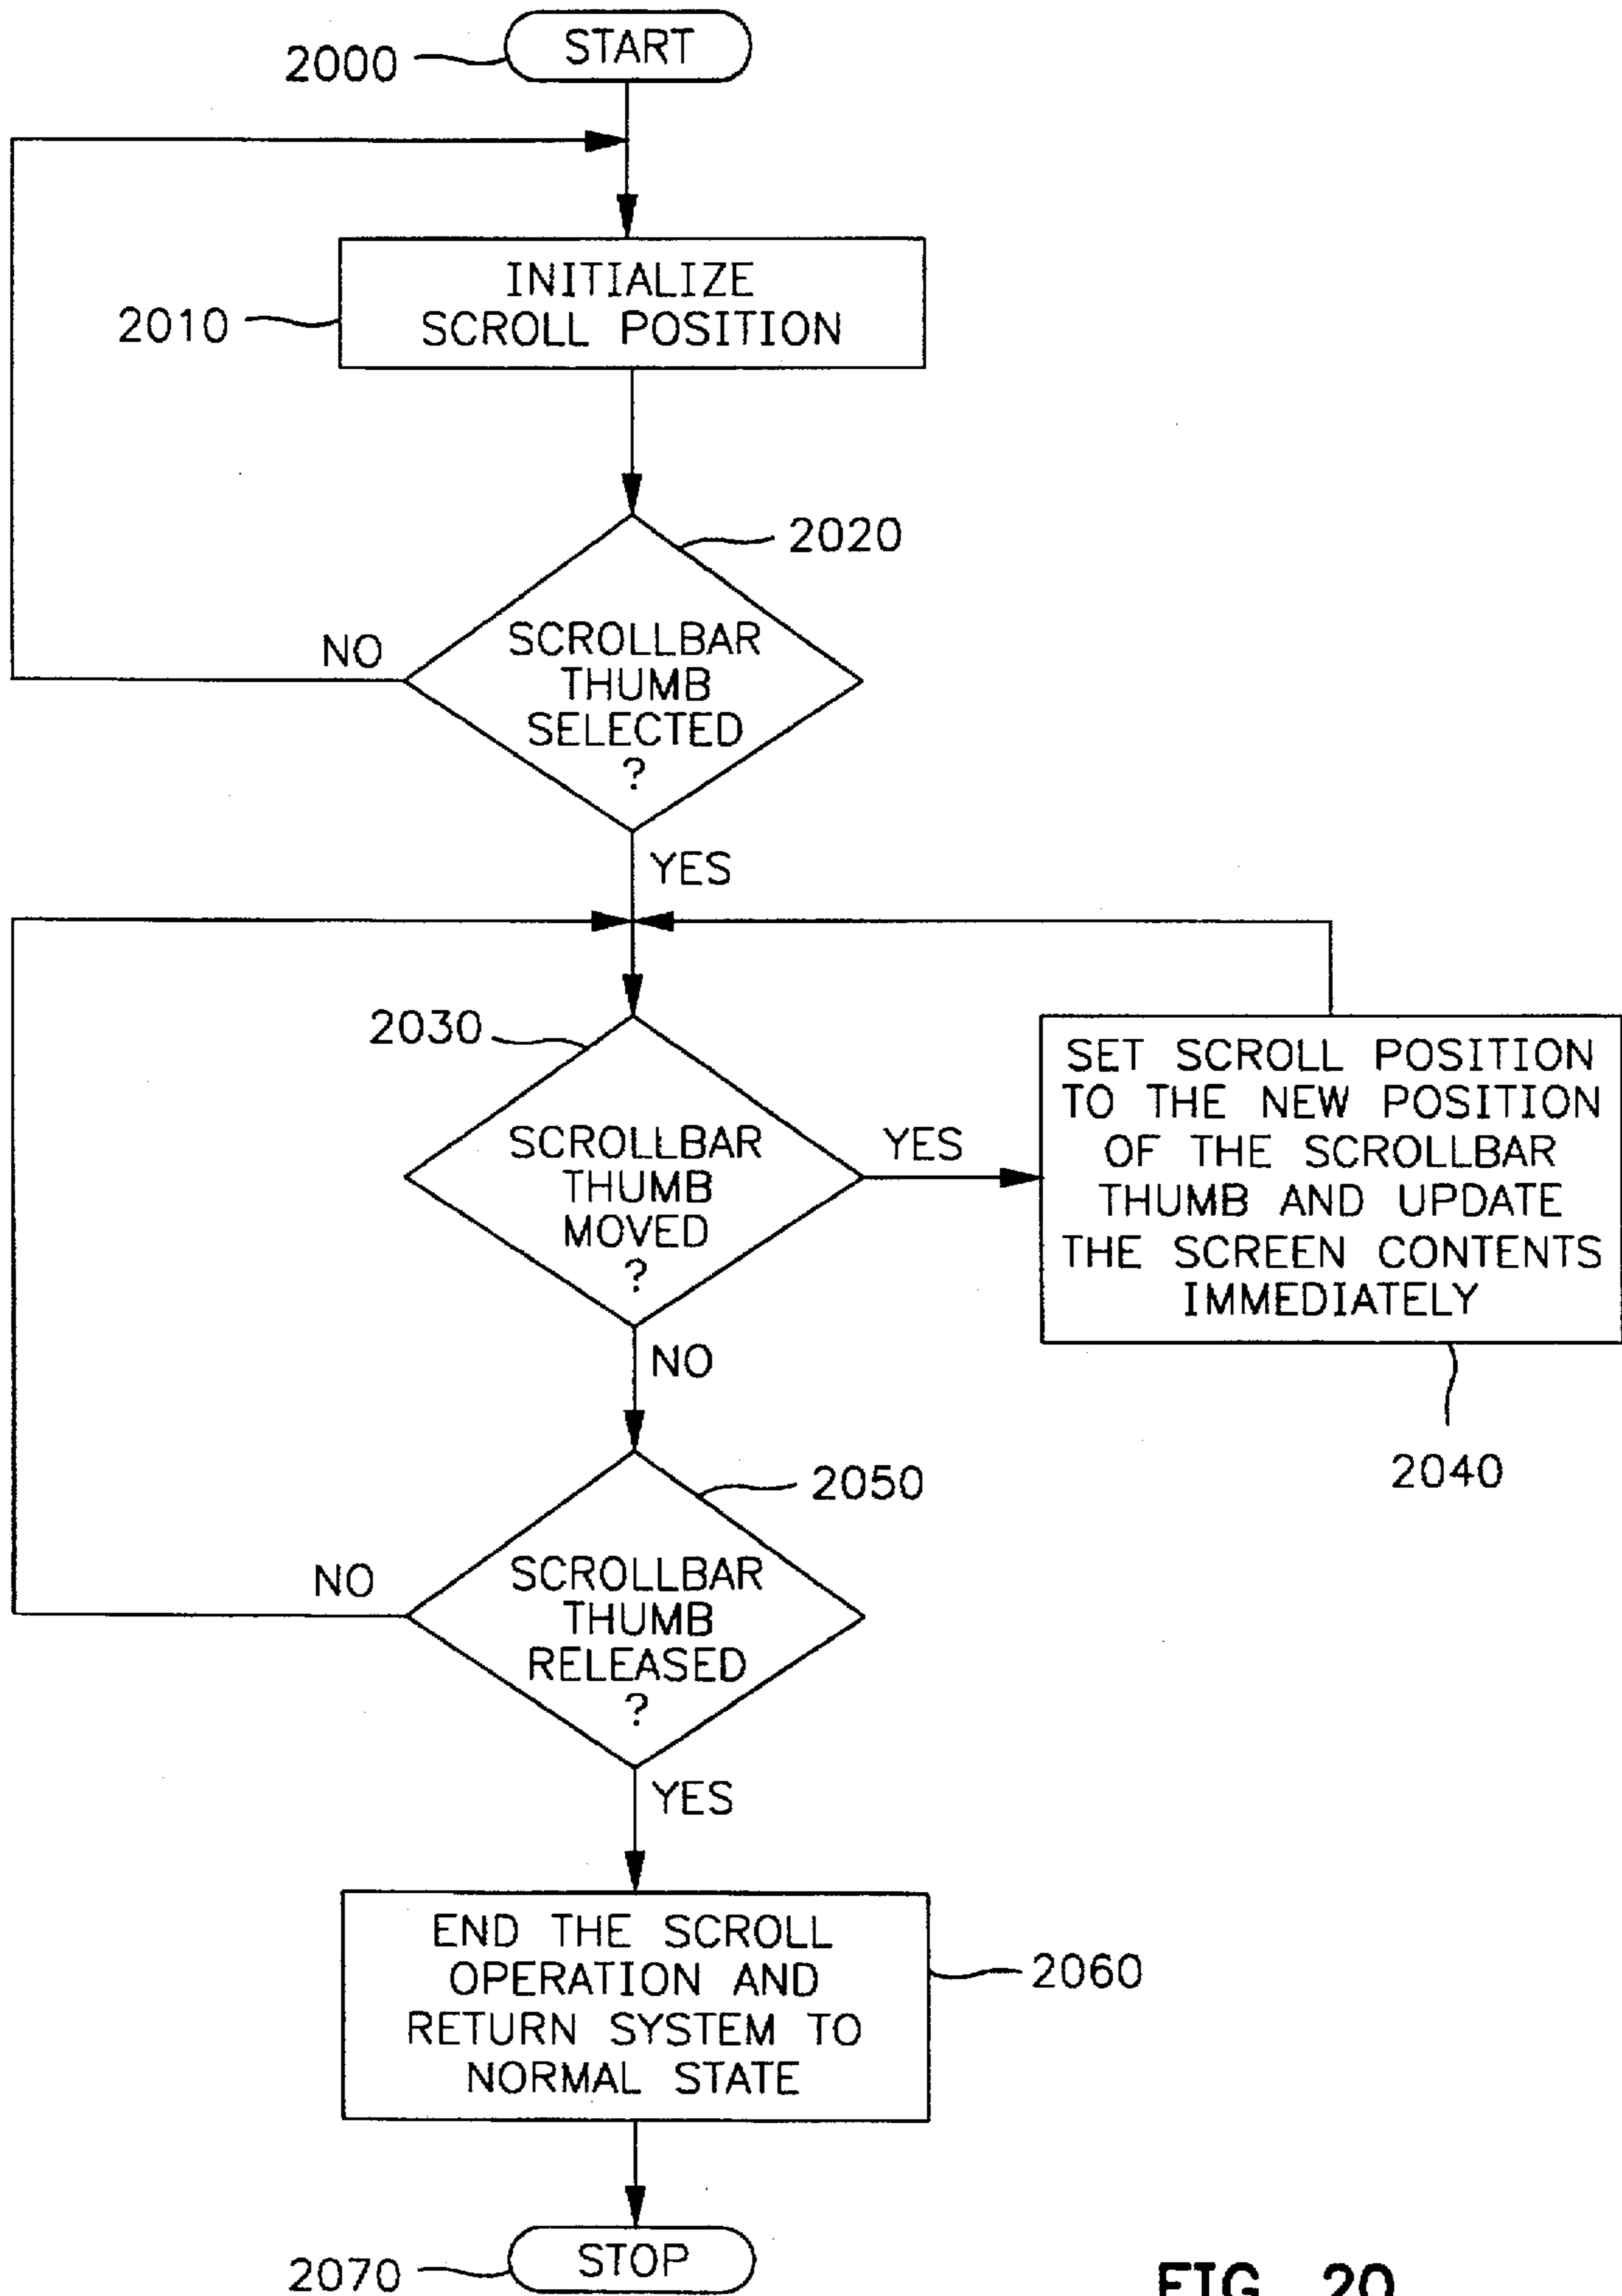 START
2000
INITIALIZE
SCROLL POSITION
2010
2020
SCROLLBAR
THUMB
SELECTED
?
NO
YES
2030
SCROLLBAR
THUMB
MOVED
?
YES
SET SCROLL POSITION
TO THE NEW POSITION
OF THE SCROLLBAR
THUMB AND UPDATE
THE SCREEN CONTENTS
IMMEDIATELY
2040
NO
2050
SCROLLBAR
THUMB
RELEASED
?
NO
YES
END THE SCROLL
OPERATION AND
RETURN SYSTEM TO
NORMAL STATE
2060
STOP
2070
FIG. 20